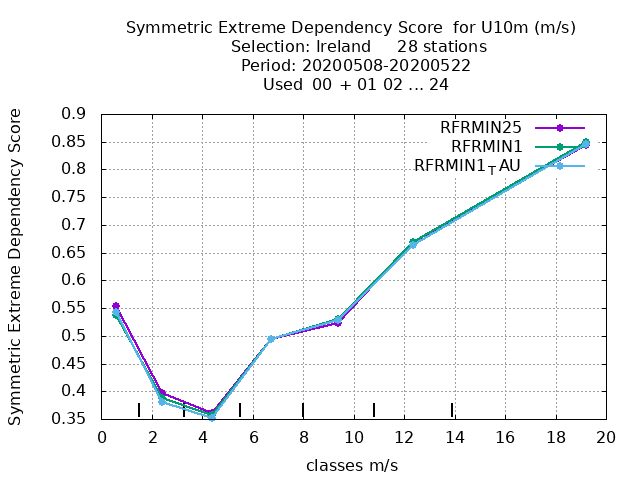 Symmetric Extreme Dependency Score for U10m (m/s)
Selection: Ireland 28 stations
Period: 20200508-20200522
Used 00 + 01 02 ... 24
Symmetric Extreme Dependency Score
0.9
0.85
0.8
0.75
0.7
0.65
0.6
0.55
0.5
0.45
0.4
0.35
RFRMIN25
RFRMIN1
RFRMIN1TAU
0 2 4 6 8 10 12 14 16 18 20
classes m/s